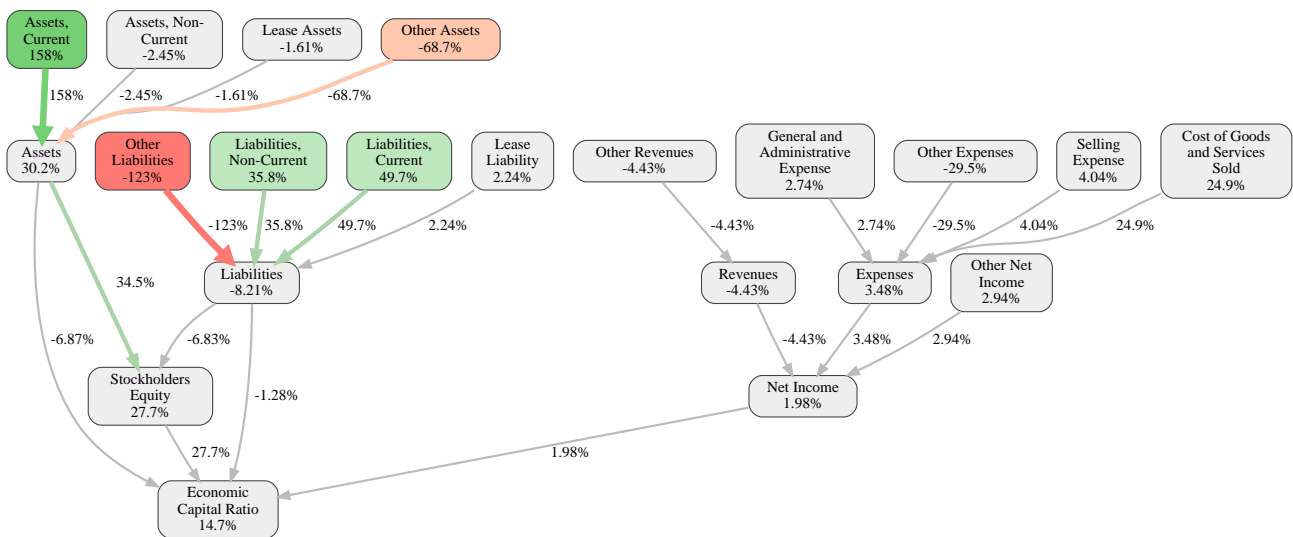 Assets,
Current
158%
Assets, Non-
Current
-2.45%
Lease Assets
-1.61%
Other Assets
-68.7%
158%
-2.45%
-1.61%
-68.7%
Assets
30.2%
Other
Liabilities
-123%
Liabilities,
Non-Current
35.8%
Liabilities,
Current
49.7%
Lease
Liability
2.24%
Other Revenues
-4.43%
General and
Administrative
Expense
2.74%
Other Expenses
-29.5%
Selling
Expense
4.04%
Cost of Goods
and Services
Sold
24.9%
-123%
35.8%
49.7%
2.24%
-4.43%
2.74%
-29.5%
4.04%
24.9%
34.5%
Liabilities
-8.21%
Revenues
-4.43%
Expenses
3.48%
Other Net
Income
2.94%
-6.87%
-6.83%
-4.43%
3.48%
2.94%
Stockholders
Equity
27.7%
-1.28%
Net Income
1.98%
27.7%
1.98%
Economic
Capital Ratio
14.7%